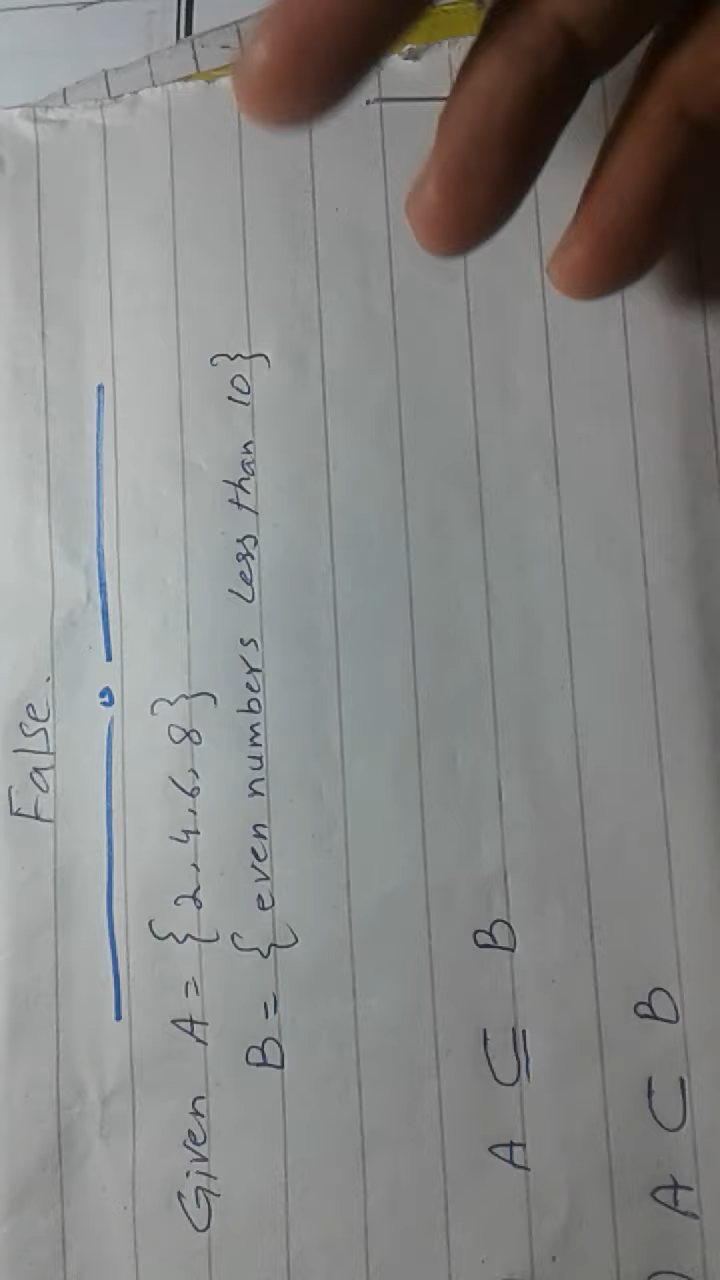 False.
Given A = {2, 4, 6, 8}
B = {even numbers less than 10}
A ⊆ B
) A ⊂ B